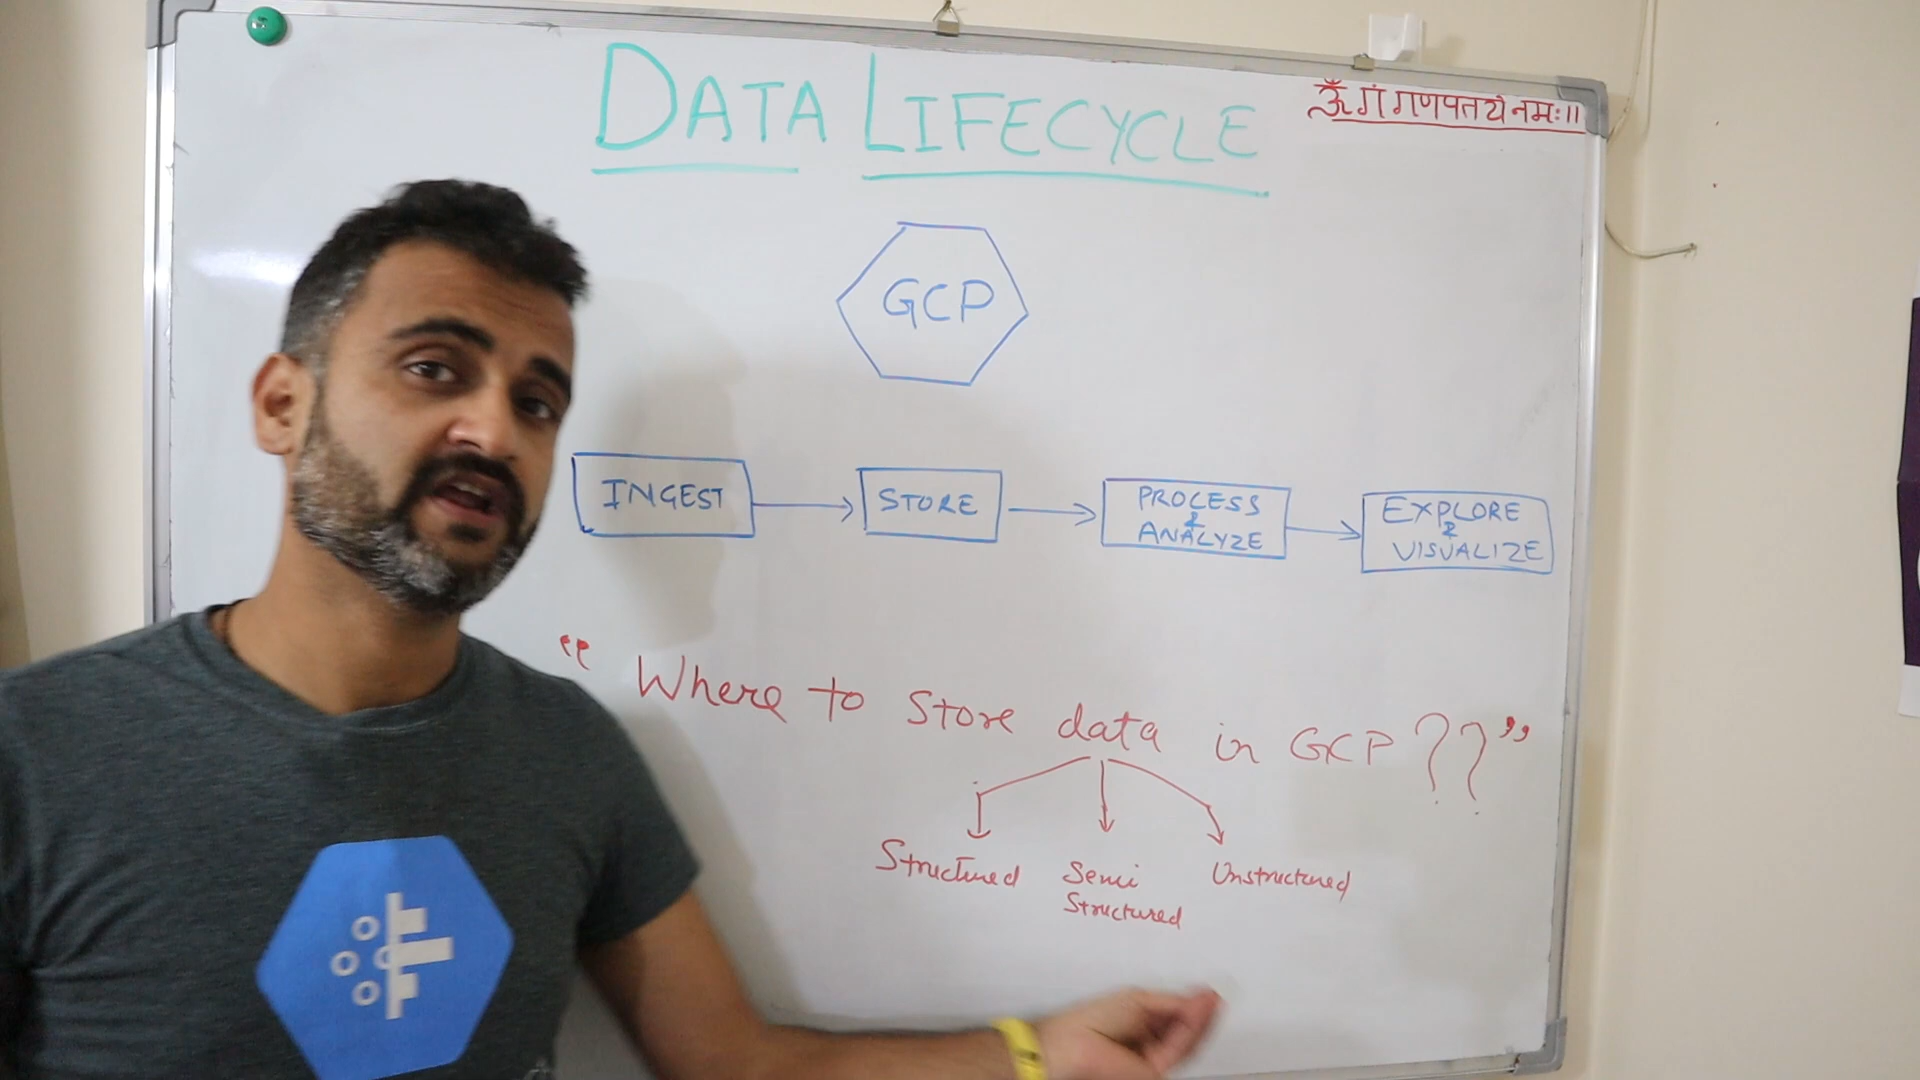 DATA LIFECYCLE
ॐ गं गणपतये नमः॥
GCP
INGEST
STORE
PROCESS
&
ANALYZE
EXPLORE
&
VISUALIZE
“ Where to Store data in GCP ?? ”
Structured
Semi
Structured
Unstructured